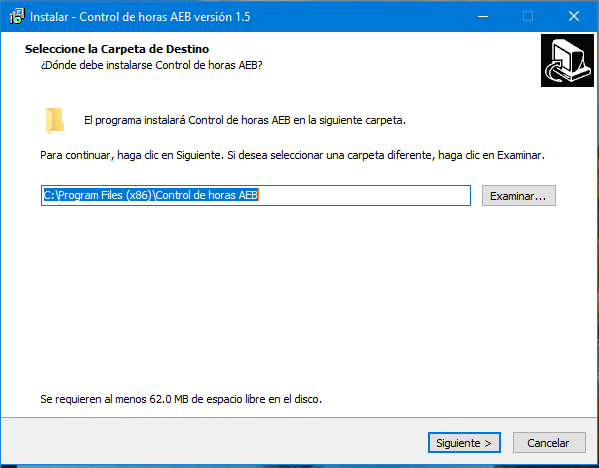 Instalar - Control de horas AEB versión 1.5
Seleccione la Carpeta de Destino
¿Dónde debe instalarse Control de horas AEB?
El programa instalará Control de horas AEB en la siguiente carpeta.
Para continuar, haga clic en Siguiente. Si desea seleccionar una carpeta diferente, haga clic en Examinar.
C:\Program Files (x86)\Control de horas AEB
Examinar...
Se requieren al menos 62.0 MB de espacio libre en el disco.
Siguiente >
Cancelar